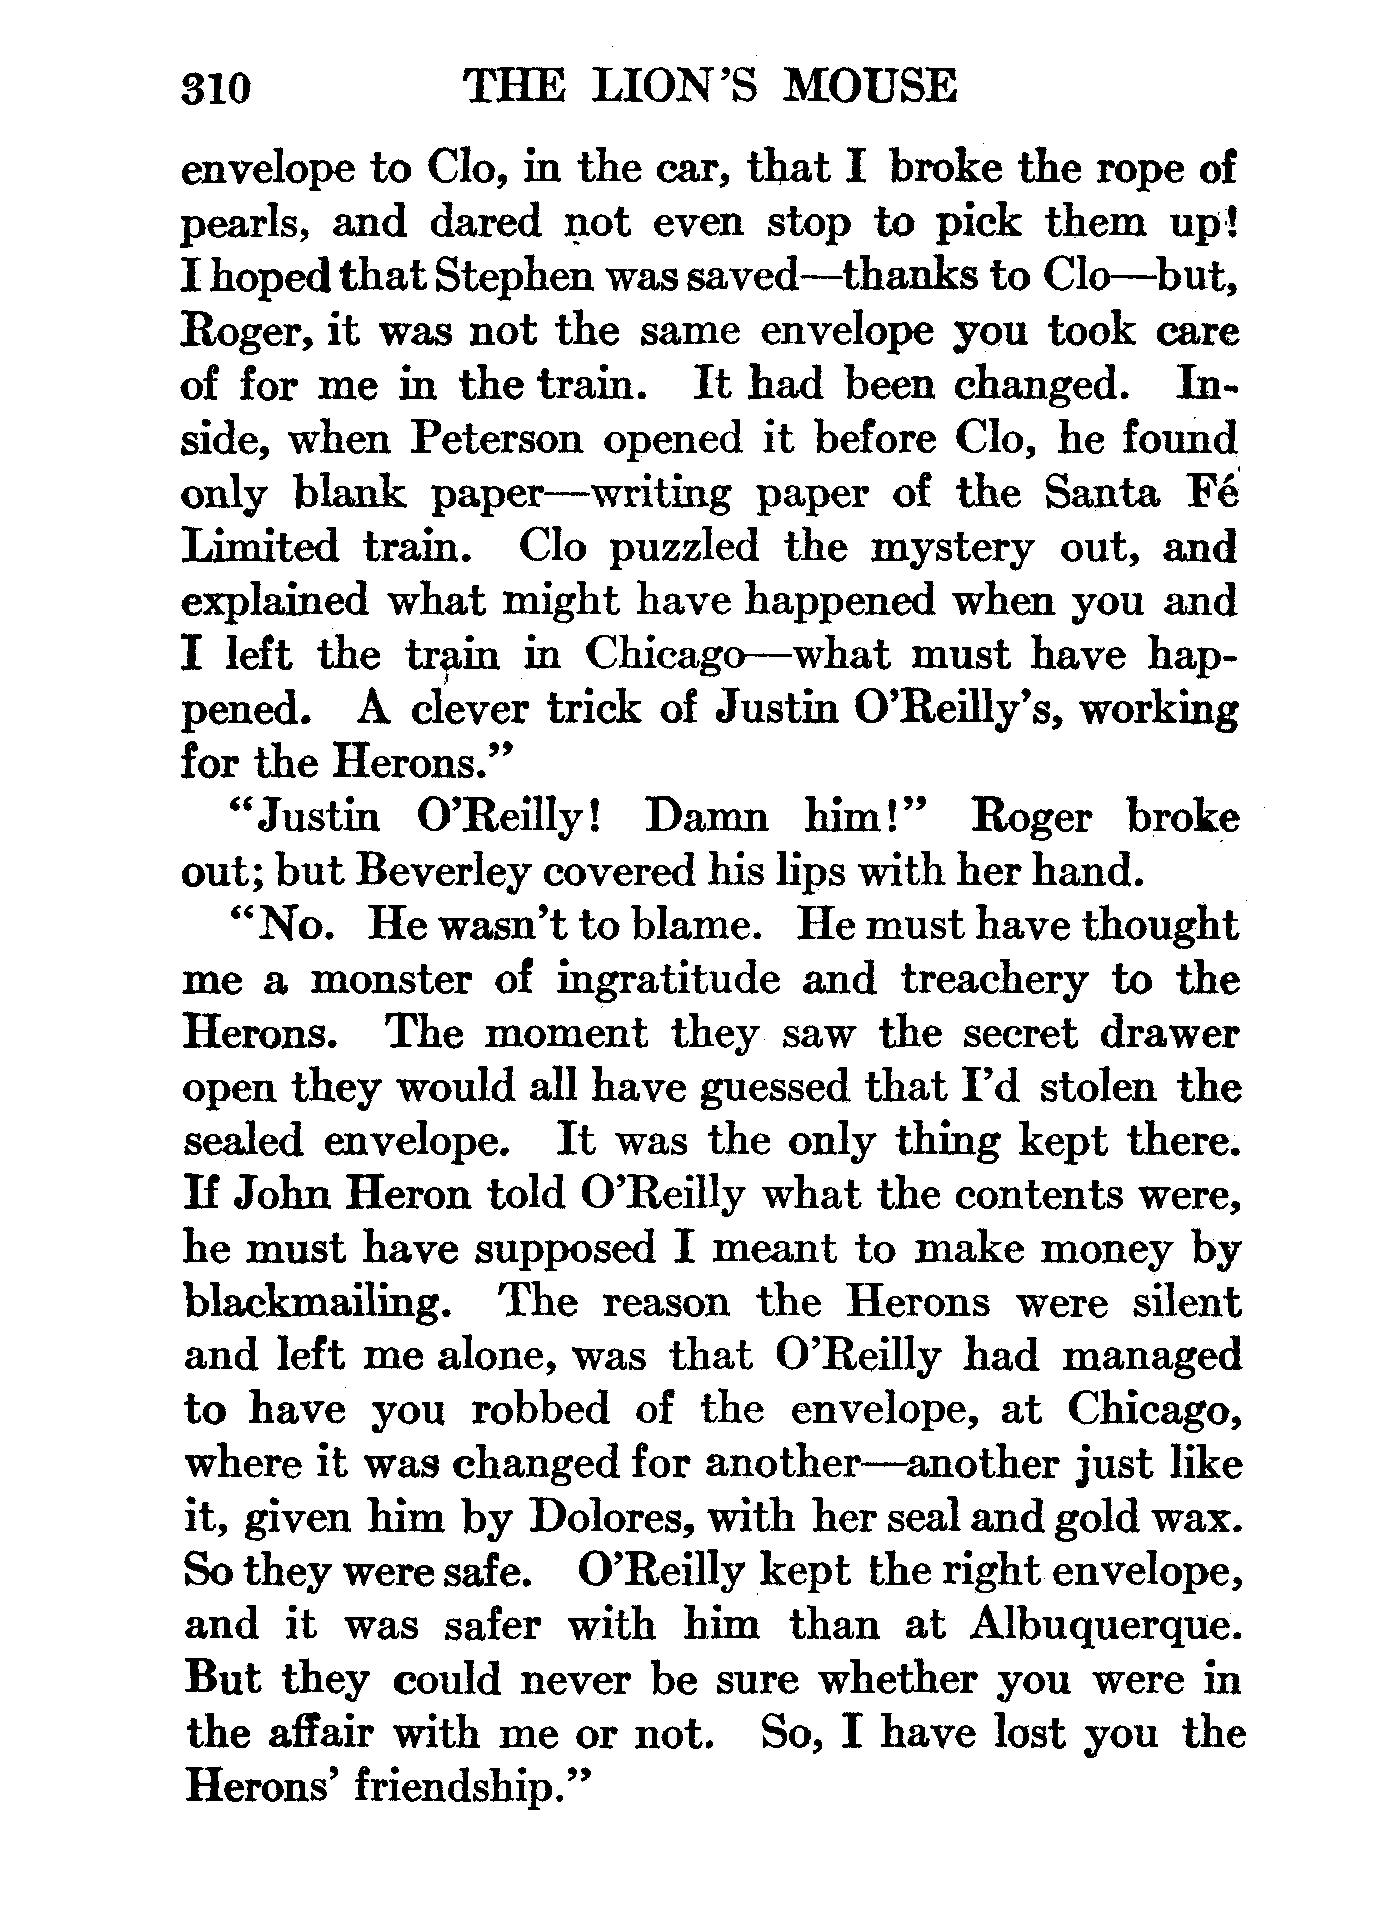 310 THE LION'S MOUSE
envelope to Clo, in the car, that I broke the rope of
pearls, and dared not even stop to pick them up!
I hoped that Stephen was saved—thanks to Clo—but,
Roger, it was not the same envelope you took care
of for me in the train. It had been changed. In-
side, when Peterson opened it before Clo, he found
only blank paper—writing paper of the Santa Fé
Limited train. Clo puzzled the mystery out, and
explained what might have happened when you and
I left the train in Chicago—what must have hap-
pened. A clever trick of Justin O'Reilly's, working
for the Herons."
"Justin O'Reilly! Damn him!" Roger broke
out; but Beverley covered his lips with her hand.
"No. He wasn't to blame. He must have thought
me a monster of ingratitude and treachery to the
Herons. The moment they saw the secret drawer
open they would all have guessed that I'd stolen the
sealed envelope. It was the only thing kept there.
If John Heron told O'Reilly what the contents were,
he must have supposed I meant to make money by
blackmailing. The reason the Herons were silent
and left me alone, was that O'Reilly had managed
to have you robbed of the envelope, at Chicago,
where it was changed for another—another just like
it, given him by Dolores, with her seal and gold wax.
So they were safe. O'Reilly kept the right envelope,
and it was safer with him than at Albuquerque.
But they could never be sure whether you were in
the affair with me or not. So, I have lost you the
Herons' friendship."